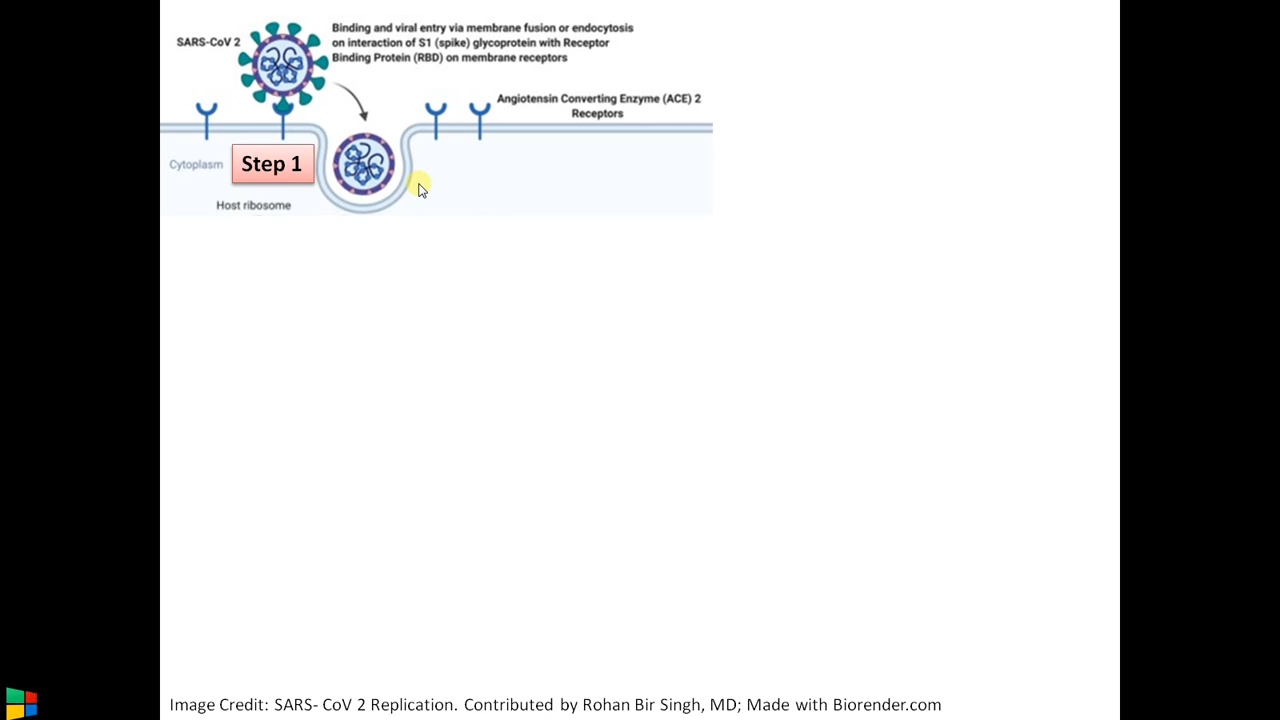 SARS-CoV 2
Binding and viral entry via membrane fusion or endocytosis
on interaction of S1 (spike) glycoprotein with Receptor
Binding Protein (RBD) on membrane receptors
Angiotensin Converting Enzyme (ACE) 2
Receptors
Cytoplasm
Step 1
Host ribosome
Image Credit: SARS- CoV 2 Replication. Contributed by Rohan Bir Singh, MD; Made with Biorender.com